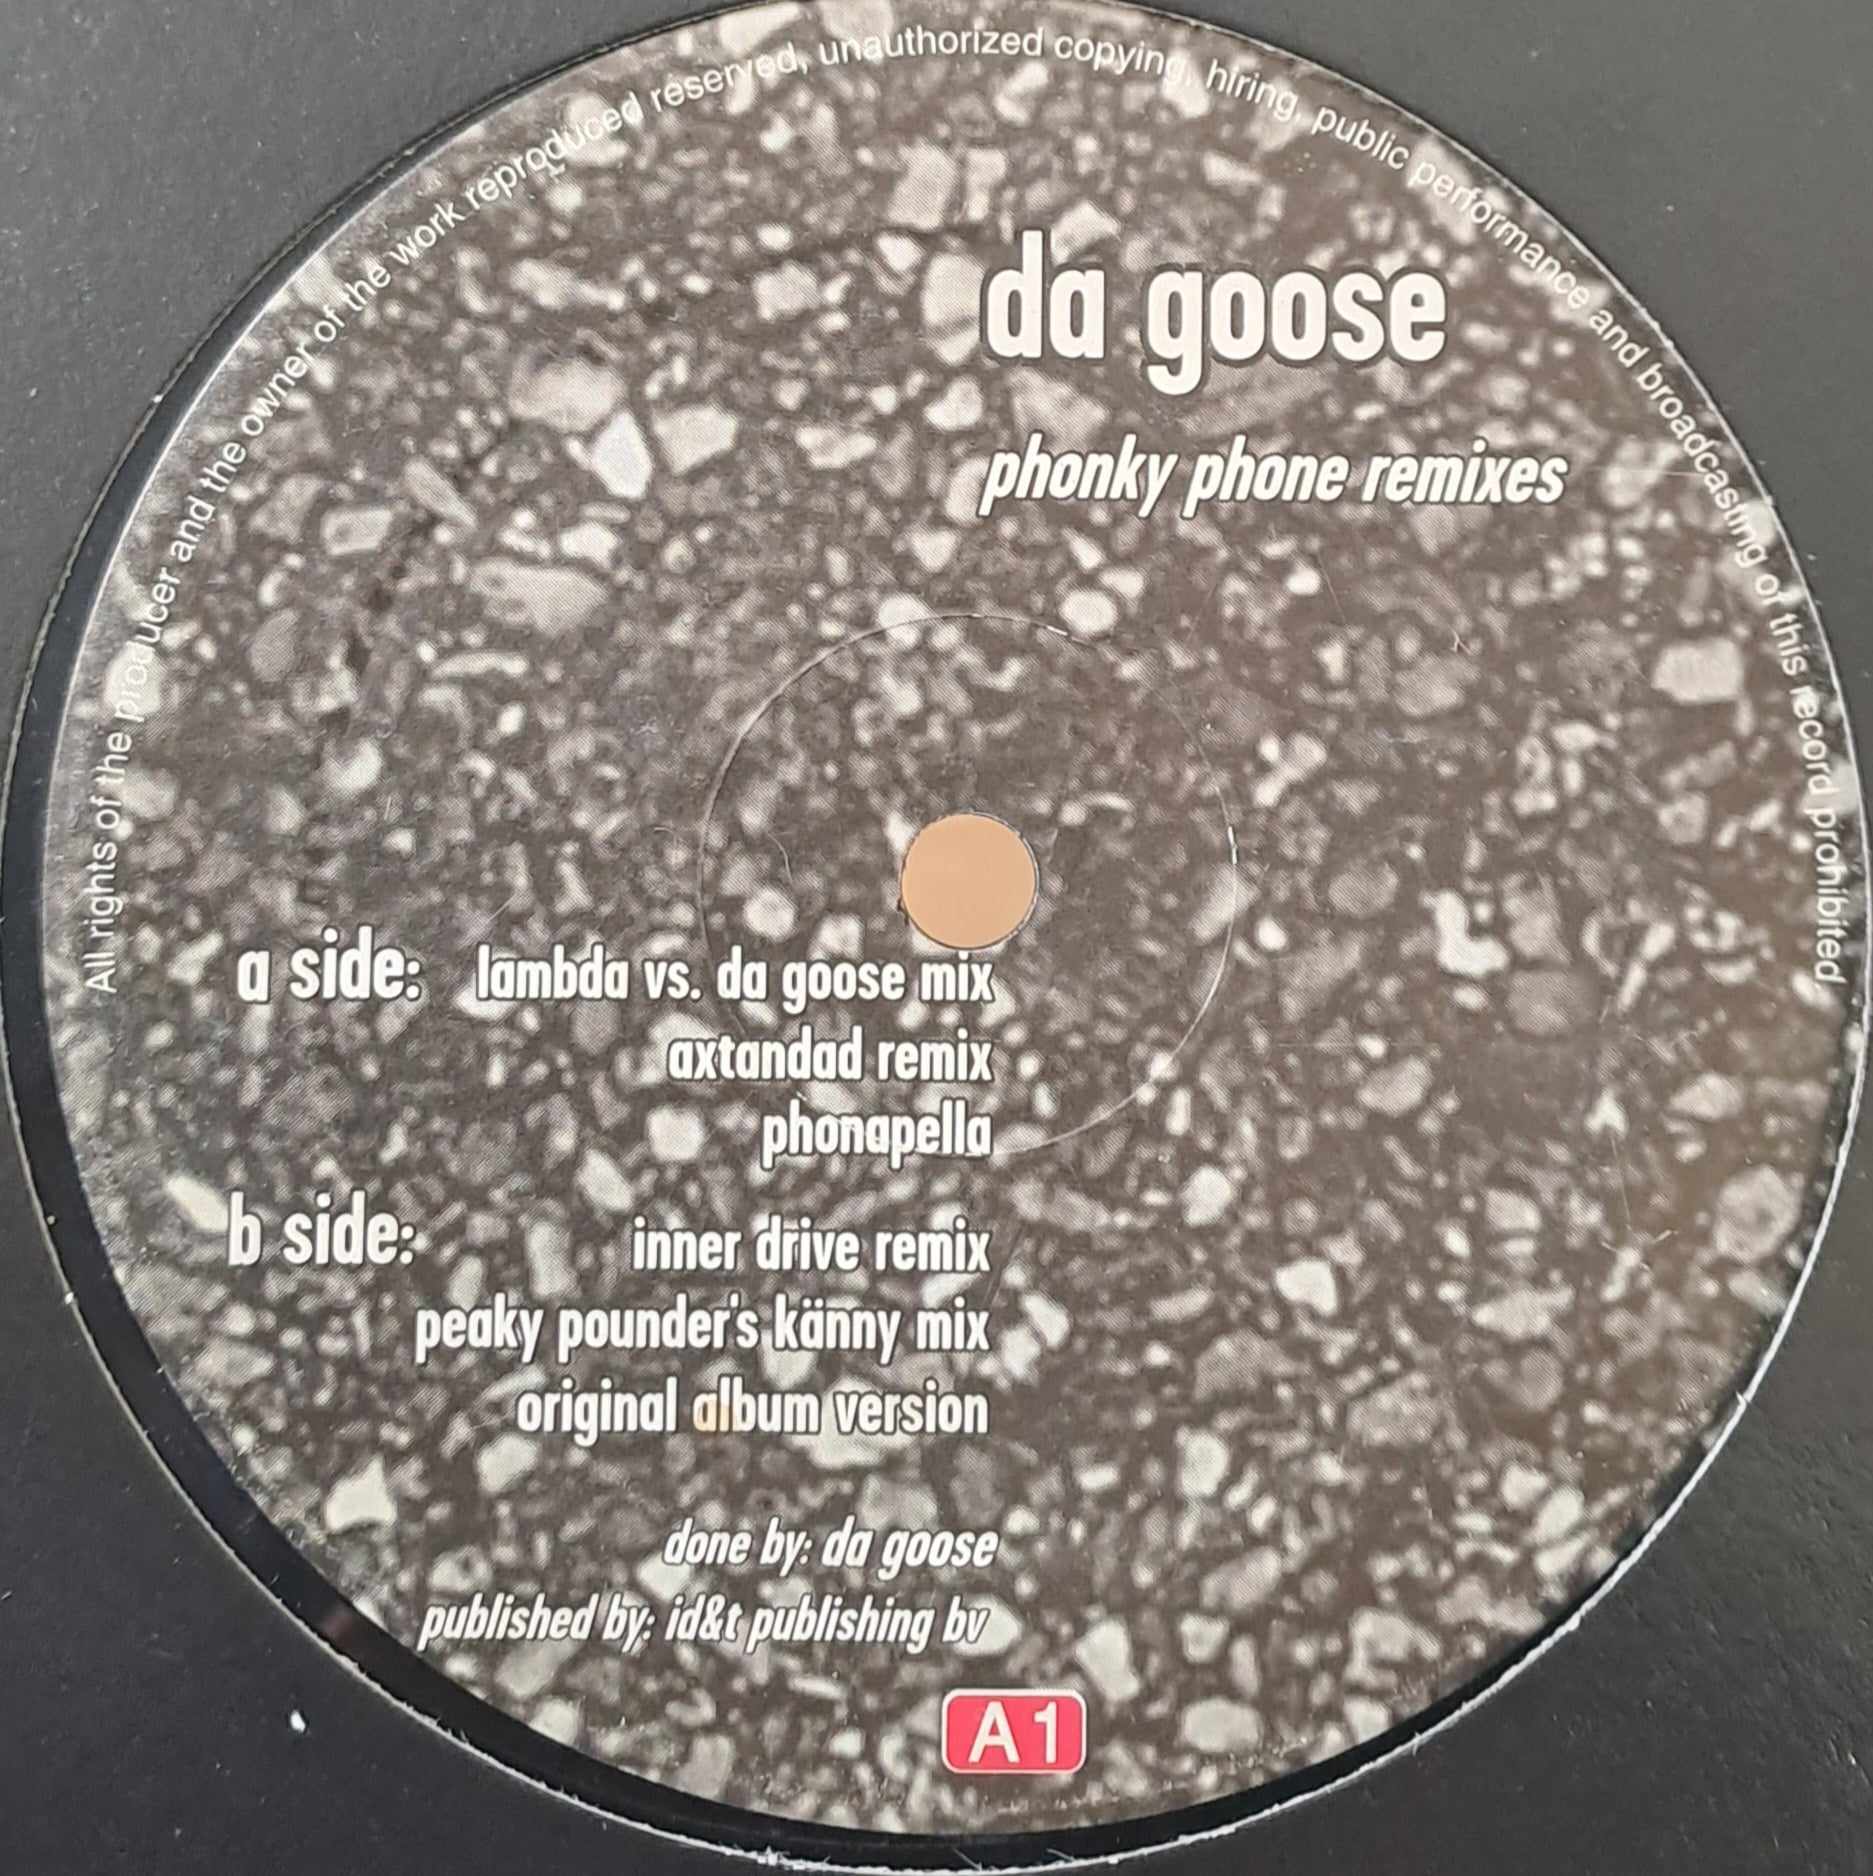 All rights of the producer and the owner of the work reproduced reserved, unauthorized copying, hiring, public performance and broadcasting of this record prohibited.
da goose
phonky phone remixes
a side: lambda vs. da goose mix
axtandad remix
phonapella
b side: inner drive remix
peaky pounder's känny mix
original album version
done by: da goose
published by: id&t publishing bv
A1